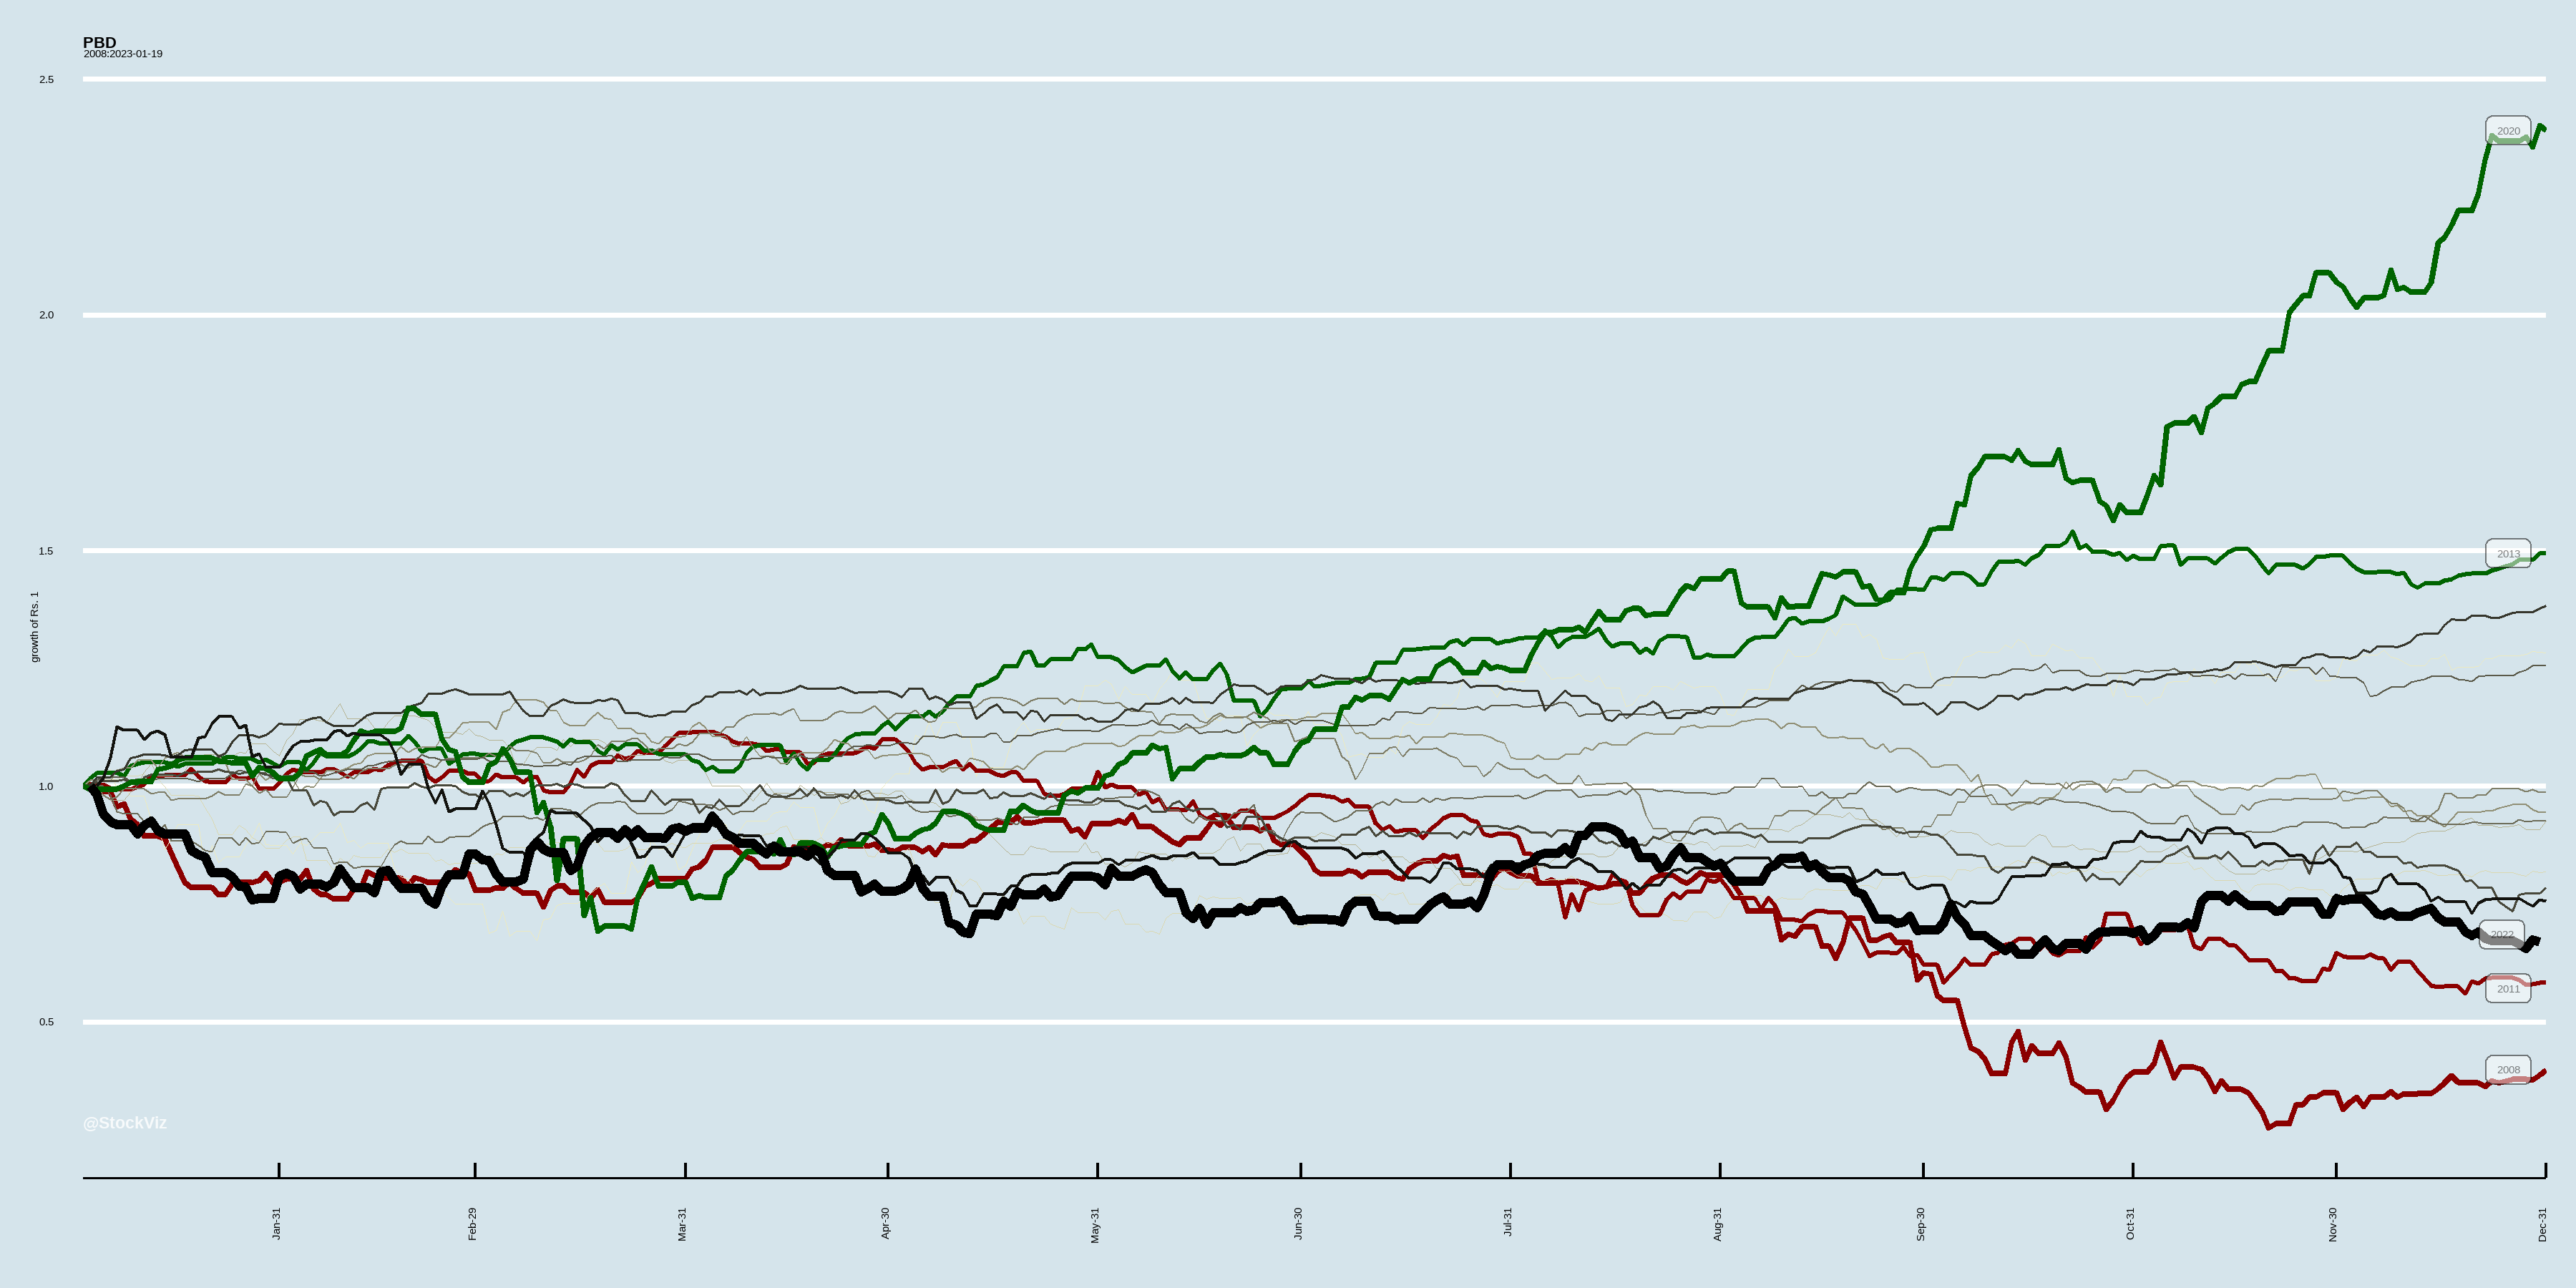 PBD
2008:2023-01-19
2.5
2020
2.0
1.5
2013
growth of Rs. 1
1.0
2022
2011
0.5
2008
@StockViz
Jan-31
Feb-29
Mar-31
Apr-30
May-31
Jun-30
Jul-31
Aug-31
Sep-30
Oct-31
Nov-30
Dec-31